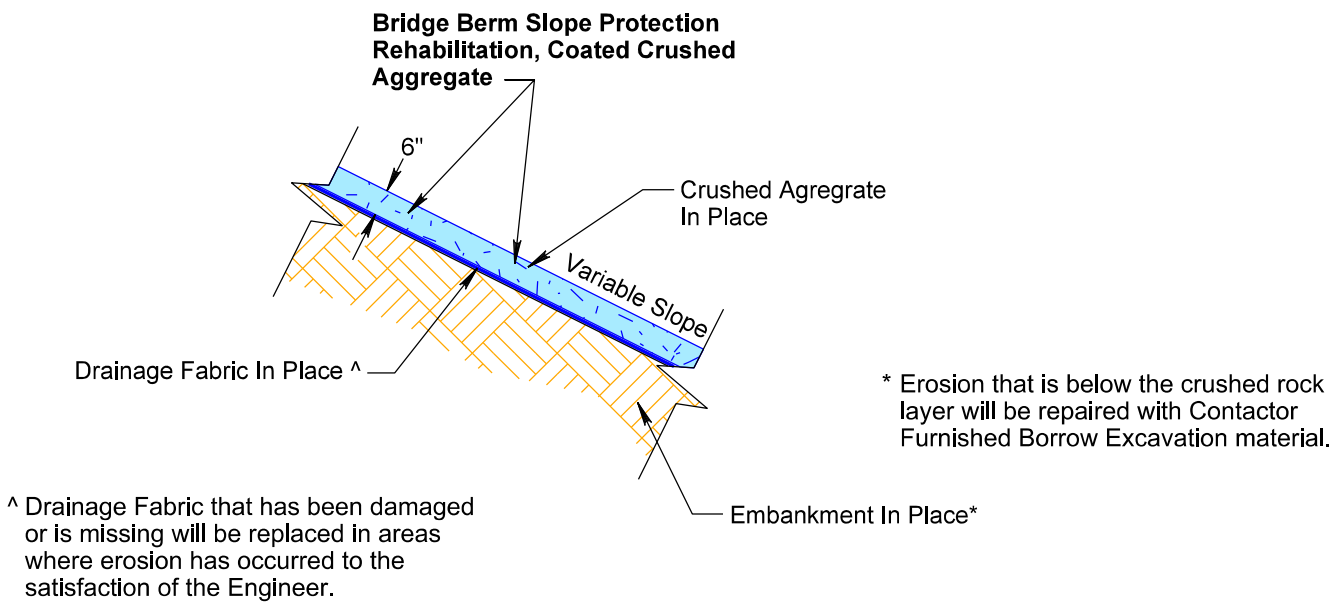 Bridge Berm Slope Protection
Rehabilitation, Coated Crushed
Aggregate
6"
Crushed Agregrate
In Place
Variable Slope
Drainage Fabric In Place ^
* Erosion that is below the crushed rock
layer will be repaired with Contactor
Furnished Borrow Excavation material.
^ Drainage Fabric that has been damaged
or is missing will be replaced in areas
where erosion has occurred to the
satisfaction of the Engineer.
Embankment In Place*